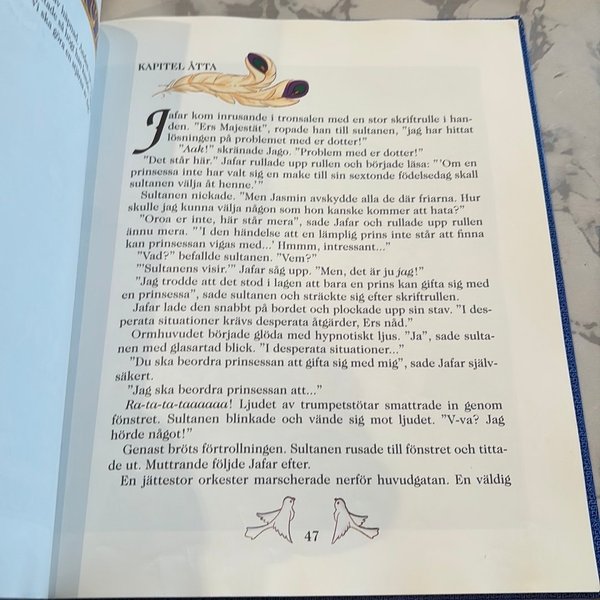 KAPITEL ÅTTA
Jafar kom inrusande i tronsalen med en stor skriftrulle i han-
den. "Ers Majestät", ropade han till sultanen, "jag har hittat
lösningen på problemet med er dotter!"
"Aak!" skränade Jago. "Problem med er dotter!"
"Det står här." Jafar rullade upp rullen och började läsa: "'Om en
prinsessa inte har valt sig en make till sin sextonde födelsedag skall
sultanen välja åt henne.'"
Sultanen nickade. "Men Jasmin avskydde alla de där friarna. Hur
skulle jag kunna välja någon som hon kanske kommer att hata?"
"Oroa er inte, här står mera", sade Jafar och rullade upp rullen
ännu mera. "'I den händelse att en lämplig prins inte står att finna
kan prinsessan vigas med...' Hmmm, intressant..."
"Vad?" befallde sultanen. "Vem?"
"'Sultanens visir.'" Jafar såg upp. "Men, det är ju jag!"
"Jag trodde att det stod i lagen att bara en prins kan gifta sig med
en prinsessa", sade sultanen och sträckte sig efter skriftrullen.
Jafar lade den snabbt på bordet och plockade upp sin stav. "I des-
perata situationer krävs desperata åtgärder, Ers nåd."
Ormhuvudet började glöda med hypnotiskt ljus. "Ja", sade sulta-
nen med glasartad blick. "I desperata situationer..."
"Du ska beordra prinsessan att gifta sig med mig", sade Jafar själv-
säkert.
"Jag ska beordra prinsessan att..."
Ra-ta-ta-taaaaaa! Ljudet av trumpetstötar smattrade in genom
fönstret. Sultanen blinkade och vände sig mot ljudet. "V-va? Jag
hörde något!"
Genast bröts förtrollningen. Sultanen rusade till fönstret och titta-
de ut. Muttrande följde Jafar efter.
En jättestor orkester marscherade nerför huvudgatan. En väldig
47